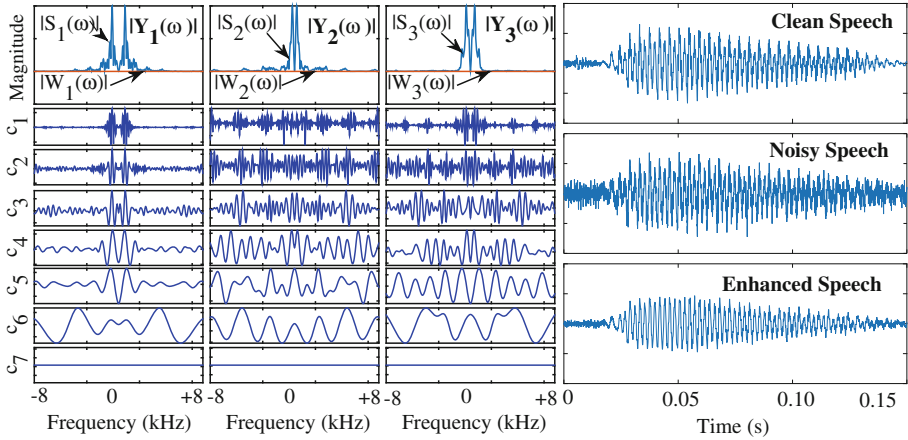 Magnitude
|S1(ω)| |Y1(ω)|
|W1(ω)|
|S2(ω)| |Y2(ω)|
|W2(ω)|
|S3(ω)| |Y3(ω)|
|W3(ω)|
c1
c2
c3
c4
c5
c6
c7
-8 0 +8
Frequency (kHz)
-8 0 +8
Frequency (kHz)
-8 0 +8
Frequency (kHz)
Clean Speech
Noisy Speech
Enhanced Speech
0 0.05 0.10 0.15
Time (s)